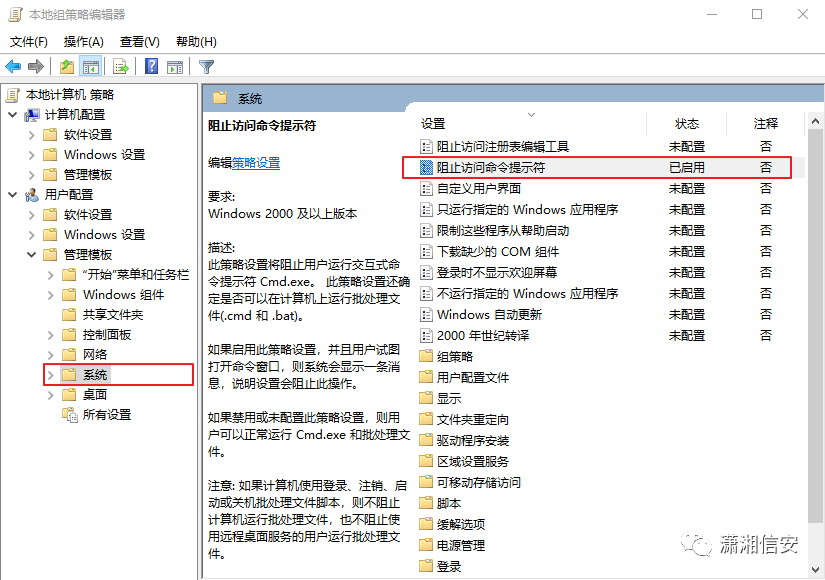 本地组策略编辑器
文件(F) 操作(A) 查看(V) 帮助(H)
本地计算机 策略
计算机配置
软件设置
Windows 设置
管理模板
用户配置
软件设置
Windows 设置
管理模板
“开始”菜单和任务栏
Windows 组件
共享文件夹
控制面板
网络
系统
桌面
所有设置
系统
阻止访问命令提示符
编辑策略设置
要求:
Windows 2000 及以上版本
描述:
此策略设置将阻止用户运行交互式命
令提示符 Cmd.exe。 此策略设置还确
定是否可以在计算机上运行批处理文
件(.cmd 和 .bat)。
如果启用此策略设置，并且用户试图
打开命令窗口，则系统会显示一条消
息，说明设置会阻止此操作。
如果禁用或未配置此策略设置，则用
户可以正常运行 Cmd.exe 和批处理文
件。
注意: 如果计算机使用登录、注销、启
动或关机批处理文件脚本，则不阻止
计算机运行批处理文件，也不阻止使
用远程桌面服务的用户运行批处理文
件。
设置 状态 注释
阻止访问注册表编辑工具 未配置 否
阻止访问命令提示符 已启用 否
自定义用户界面 未配置 否
只运行指定的 Windows 应用程序 未配置 否
限制这些程序从帮助启动 未配置 否
下载缺少的 COM 组件 未配置 否
登录时不显示欢迎屏幕 未配置 否
不运行指定的 Windows 应用程序 未配置 否
Windows 自动更新 未配置 否
2000 年世纪转译 未配置 否
组策略
用户配置文件
显示
文件夹重定向
驱动程序安装
区域设置服务
可移动存储访问
脚本
缓解选项
电源管理
登录
潇湘信安